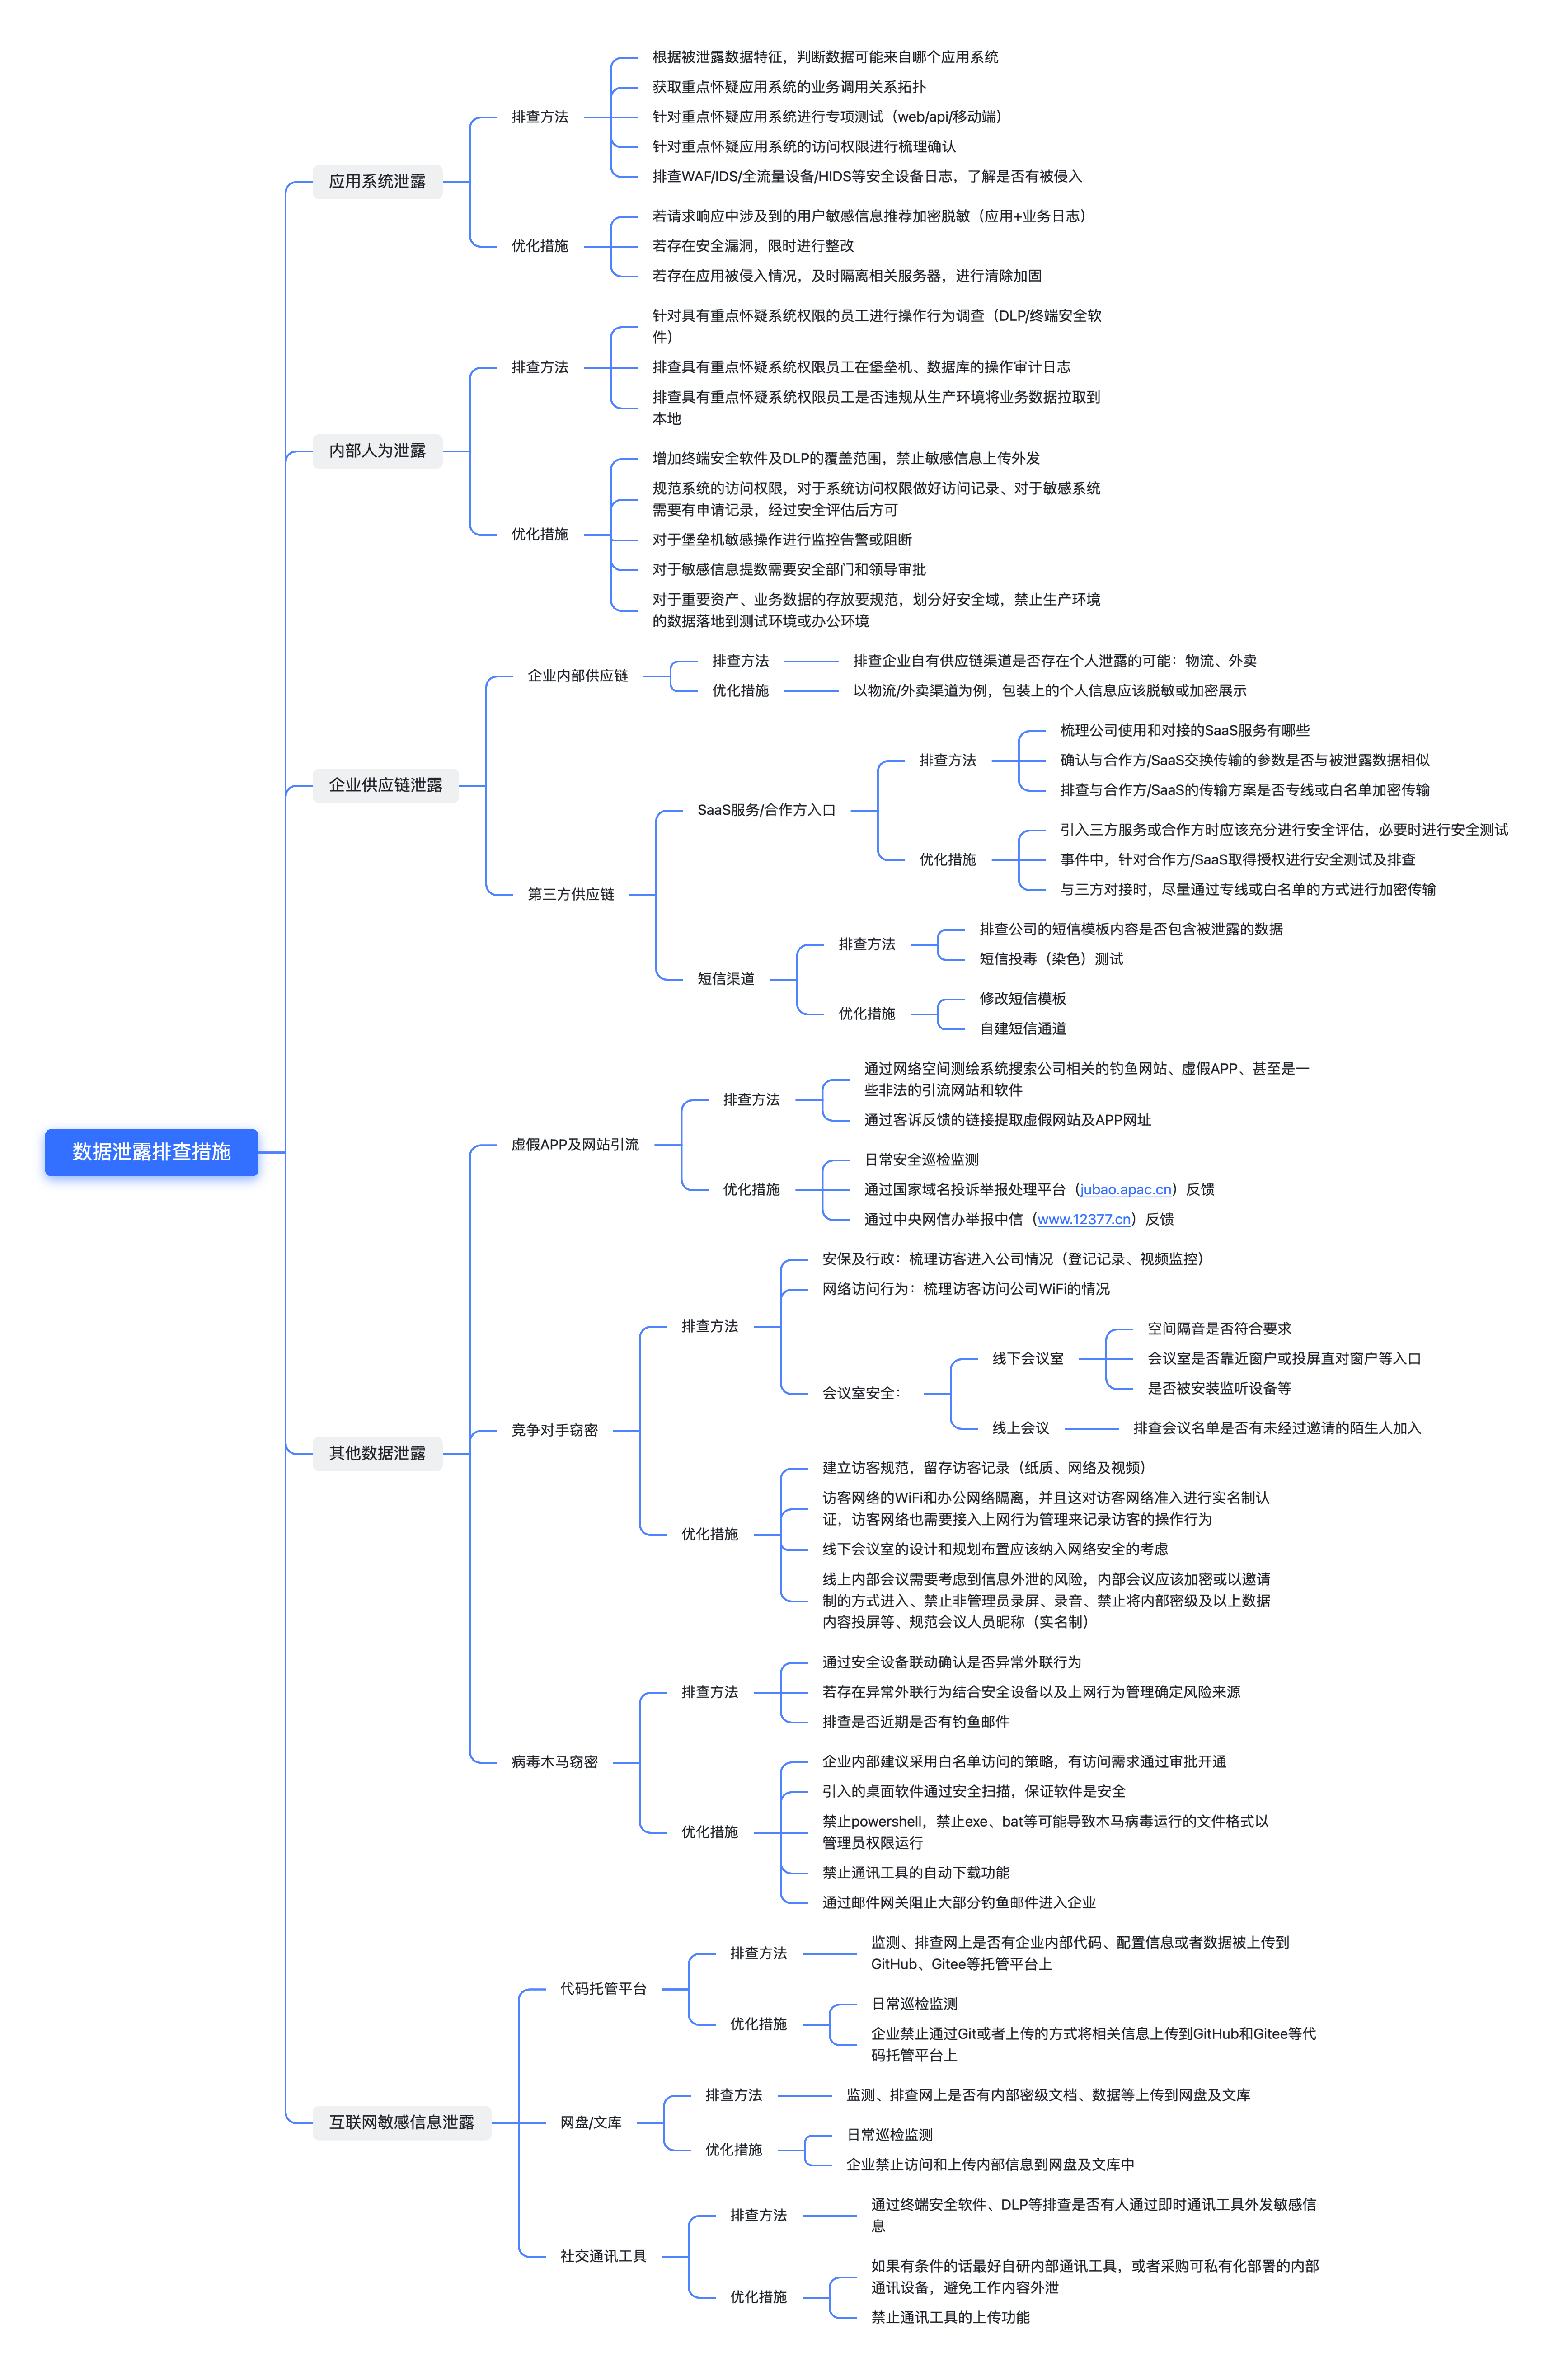 数据泄露排查措施
应用系统泄露
排查方法
根据被泄露数据特征，判断数据可能来自哪个应用系统
获取重点怀疑应用系统的业务调用关系拓扑
针对重点怀疑应用系统进行专项测试（web/api/移动端）
针对重点怀疑应用系统的访问权限进行梳理确认
排查WAF/IDS/全流量设备/HIDS等安全设备日志，了解是否有被侵入
优化措施
若请求响应中涉及到的用户敏感信息推荐加密脱敏（应用+业务日志）
若存在安全漏洞，限时进行整改
若存在应用被侵入情况，及时隔离相关服务器，进行清除加固
内部人为泄露
排查方法
针对具有重点怀疑系统权限的员工进行操作行为调查（DLP/终端安全软
件）
排查具有重点怀疑系统权限员工在堡垒机、数据库的操作审计日志
排查具有重点怀疑系统权限员工是否违规从生产环境将业务数据拉取到
本地
优化措施
增加终端安全软件及DLP的覆盖范围，禁止敏感信息上传外发
规范系统的访问权限，对于系统访问权限做好访问记录、对于敏感系统
需要有申请记录，经过安全评估后方可
对于堡垒机敏感操作进行监控告警或阻断
对于敏感信息提数需要安全部门和领导审批
对于重要资产、业务数据的存放要规范，划分好安全域，禁止生产环境
的数据落地到测试环境或办公环境
企业供应链泄露
企业内部供应链
排查方法
排查企业自有供应链渠道是否存在个人泄露的可能：物流、外卖
优化措施
以物流/外卖渠道为例，包装上的个人信息应该脱敏或加密展示
第三方供应链
SaaS服务/合作方入口
排查方法
梳理公司使用和对接的SaaS服务有哪些
确认与合作方/SaaS交换传输的参数是否与被泄露数据相似
排查与合作方/SaaS的传输方案是否专线或白名单加密传输
优化措施
引入三方服务或合作方时应该充分进行安全评估，必要时进行安全测试
事件中，针对合作方/SaaS取得授权进行安全测试及排查
与三方对接时，尽量通过专线或白名单的方式进行加密传输
短信渠道
排查方法
排查公司的短信模板内容是否包含被泄露的数据
短信投毒（染色）测试
优化措施
修改短信模板
自建短信通道
其他数据泄露
虚假APP及网站引流
排查方法
通过网络空间测绘系统搜索公司相关的钓鱼网站、虚假APP、甚至是一
些非法的引流网站和软件
通过客诉反馈的链接提取虚假网站及APP网址
优化措施
日常安全巡检监测
通过国家域名投诉举报处理平台（jubao.apac.cn）反馈
通过中央网信办举报中信（www.12377.cn）反馈
竞争对手窃密
排查方法
安保及行政：梳理访客进入公司情况（登记记录、视频监控）
网络访问行为：梳理访客访问公司WiFi的情况
会议室安全：
线下会议室
空间隔音是否符合要求
会议室是否靠近窗户或投屏直对窗户等入口
是否被安装监听设备等
线上会议
排查会议名单是否有未经过邀请的陌生人加入
优化措施
建立访客规范，留存访客记录（纸质、网络及视频）
访客网络的WiFi和办公网络隔离，并且这对访客网络准入进行实名制认
证，访客网络也需要接入上网行为管理来记录访客的操作行为
线下会议室的设计和规划布置应该纳入网络安全的考虑
线上内部会议需要考虑到信息外泄的风险，内部会议应该加密或以邀请
制的方式进入、禁止非管理员录屏、录音、禁止将内部密级及以上数据
内容投屏等、规范会议人员昵称（实名制）
病毒木马窃密
排查方法
通过安全设备联动确认是否异常外联行为
若存在异常外联行为结合安全设备以及上网行为管理确定风险来源
排查是否近期是否有钓鱼邮件
优化措施
企业内部建议采用白名单访问的策略，有访问需求通过审批开通
引入的桌面软件通过安全扫描，保证软件是安全
禁止powershell，禁止exe、bat等可能导致木马病毒运行的文件格式以
管理员权限运行
禁止通讯工具的自动下载功能
通过邮件网关阻止大部分钓鱼邮件进入企业
互联网敏感信息泄露
代码托管平台
排查方法
监测、排查网上是否有企业内部代码、配置信息或者数据被上传到
GitHub、Gitee等托管平台上
优化措施
日常巡检监测
企业禁止通过Git或者上传的方式将相关信息上传到GitHub和Gitee等代
码托管平台上
网盘/文库
排查方法
监测、排查网上是否有内部密级文档、数据等上传到网盘及文库
优化措施
日常巡检监测
企业禁止访问和上传内部信息到网盘及文库中
社交通讯工具
排查方法
通过终端安全软件、DLP等排查是否有人通过即时通讯工具外发敏感信
息
优化措施
如果有条件的话最好自研内部通讯工具，或者采购可私有化部署的内部
通讯设备，避免工作内容外泄
禁止通讯工具的上传功能